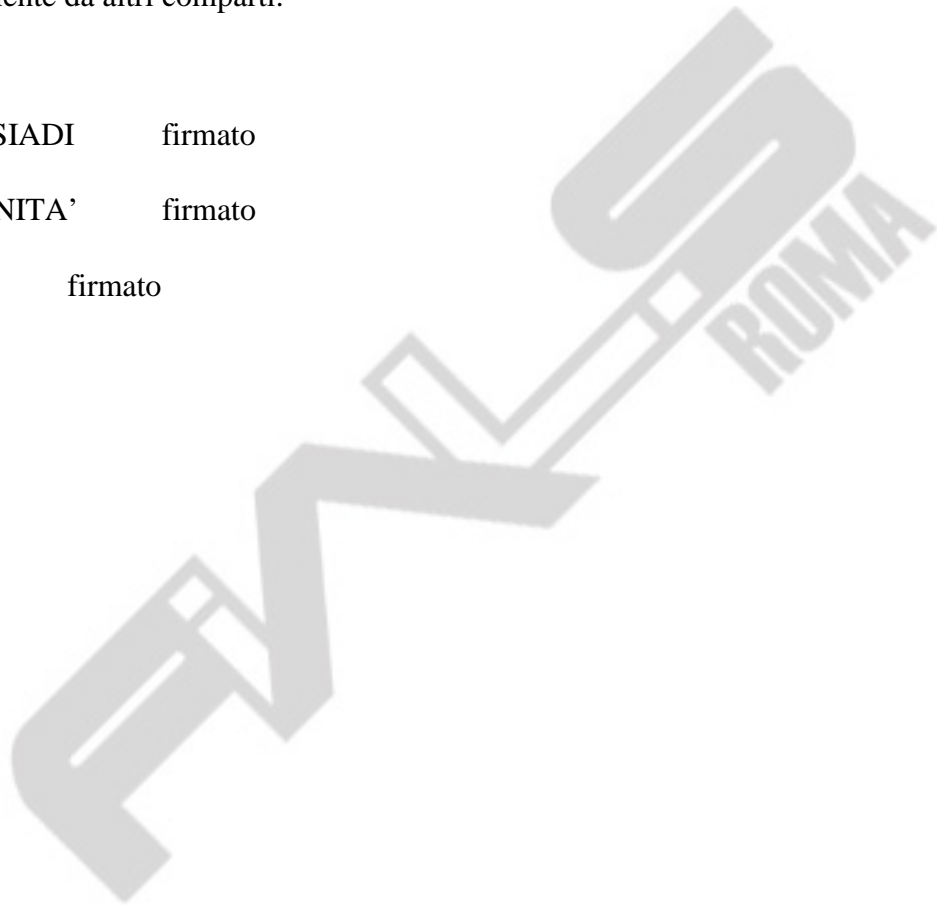 ente da altri comparti.
SIADI firmato
NITA’ firmato
firmato
FIALS
ROMA